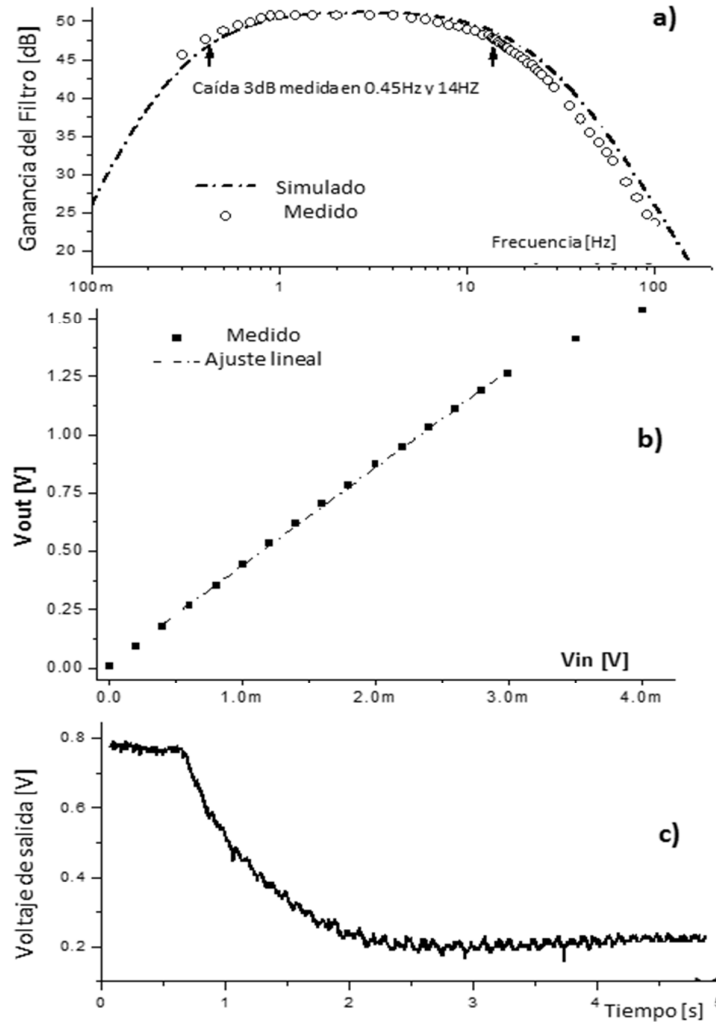 a)
Ganancia del Filtro [dB]
50
45
40
35
30
25
20
Caída 3dB medida en 0.45Hz y 14HZ
Simulado
Medido
Frecuencia [Hz]
100m
1
10
100
b)
Vout [V]
1.50
1.25
1.00
0.75
0.50
0.25
0.00
Medido
Ajuste lineal
Vin [V]
0.0
1.0m
2.0m
3.0m
4.0m
c)
Voltaje de salida [V]
0.8
0.6
0.4
0.2
0
1
2
3
4
Tiempo [s]